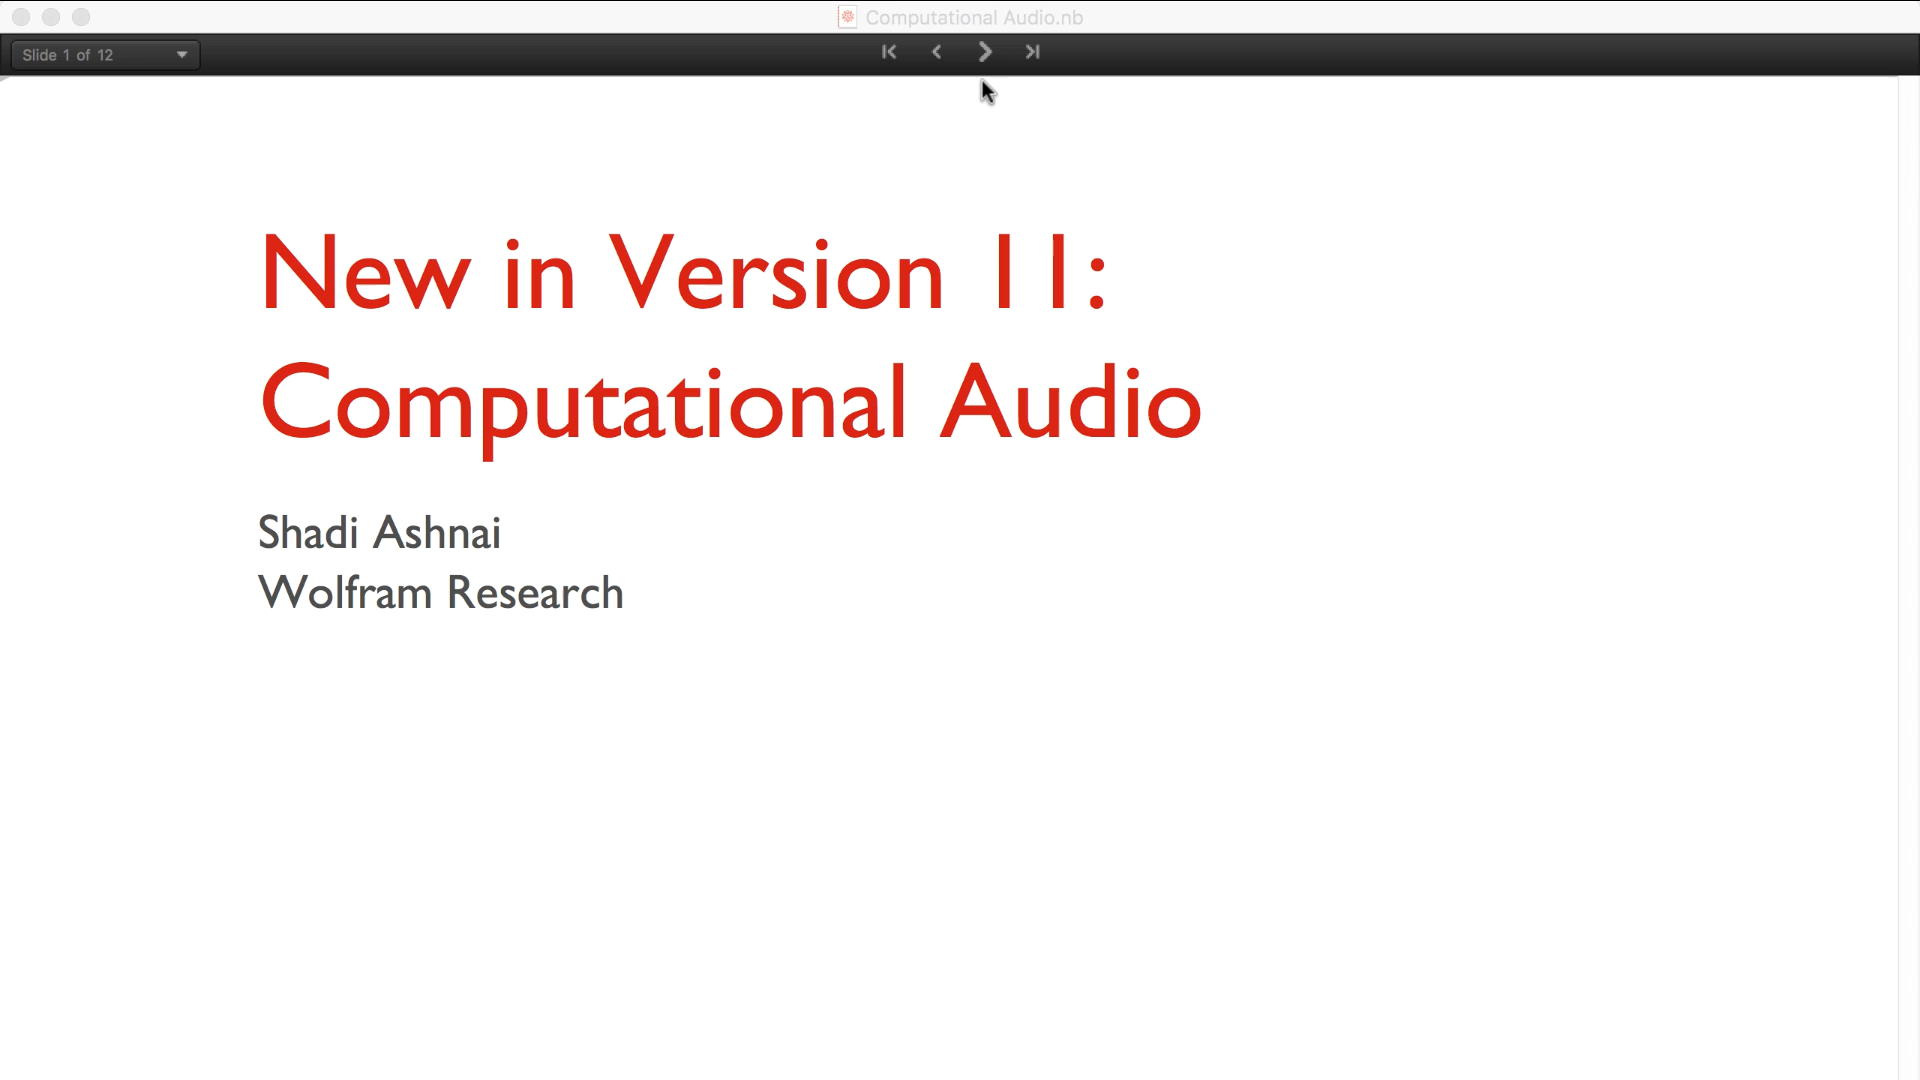 Computational Audio.nb
Slide 1 of 12
New in Version 11:
Computational Audio
Shadi Ashnai
Wolfram Research